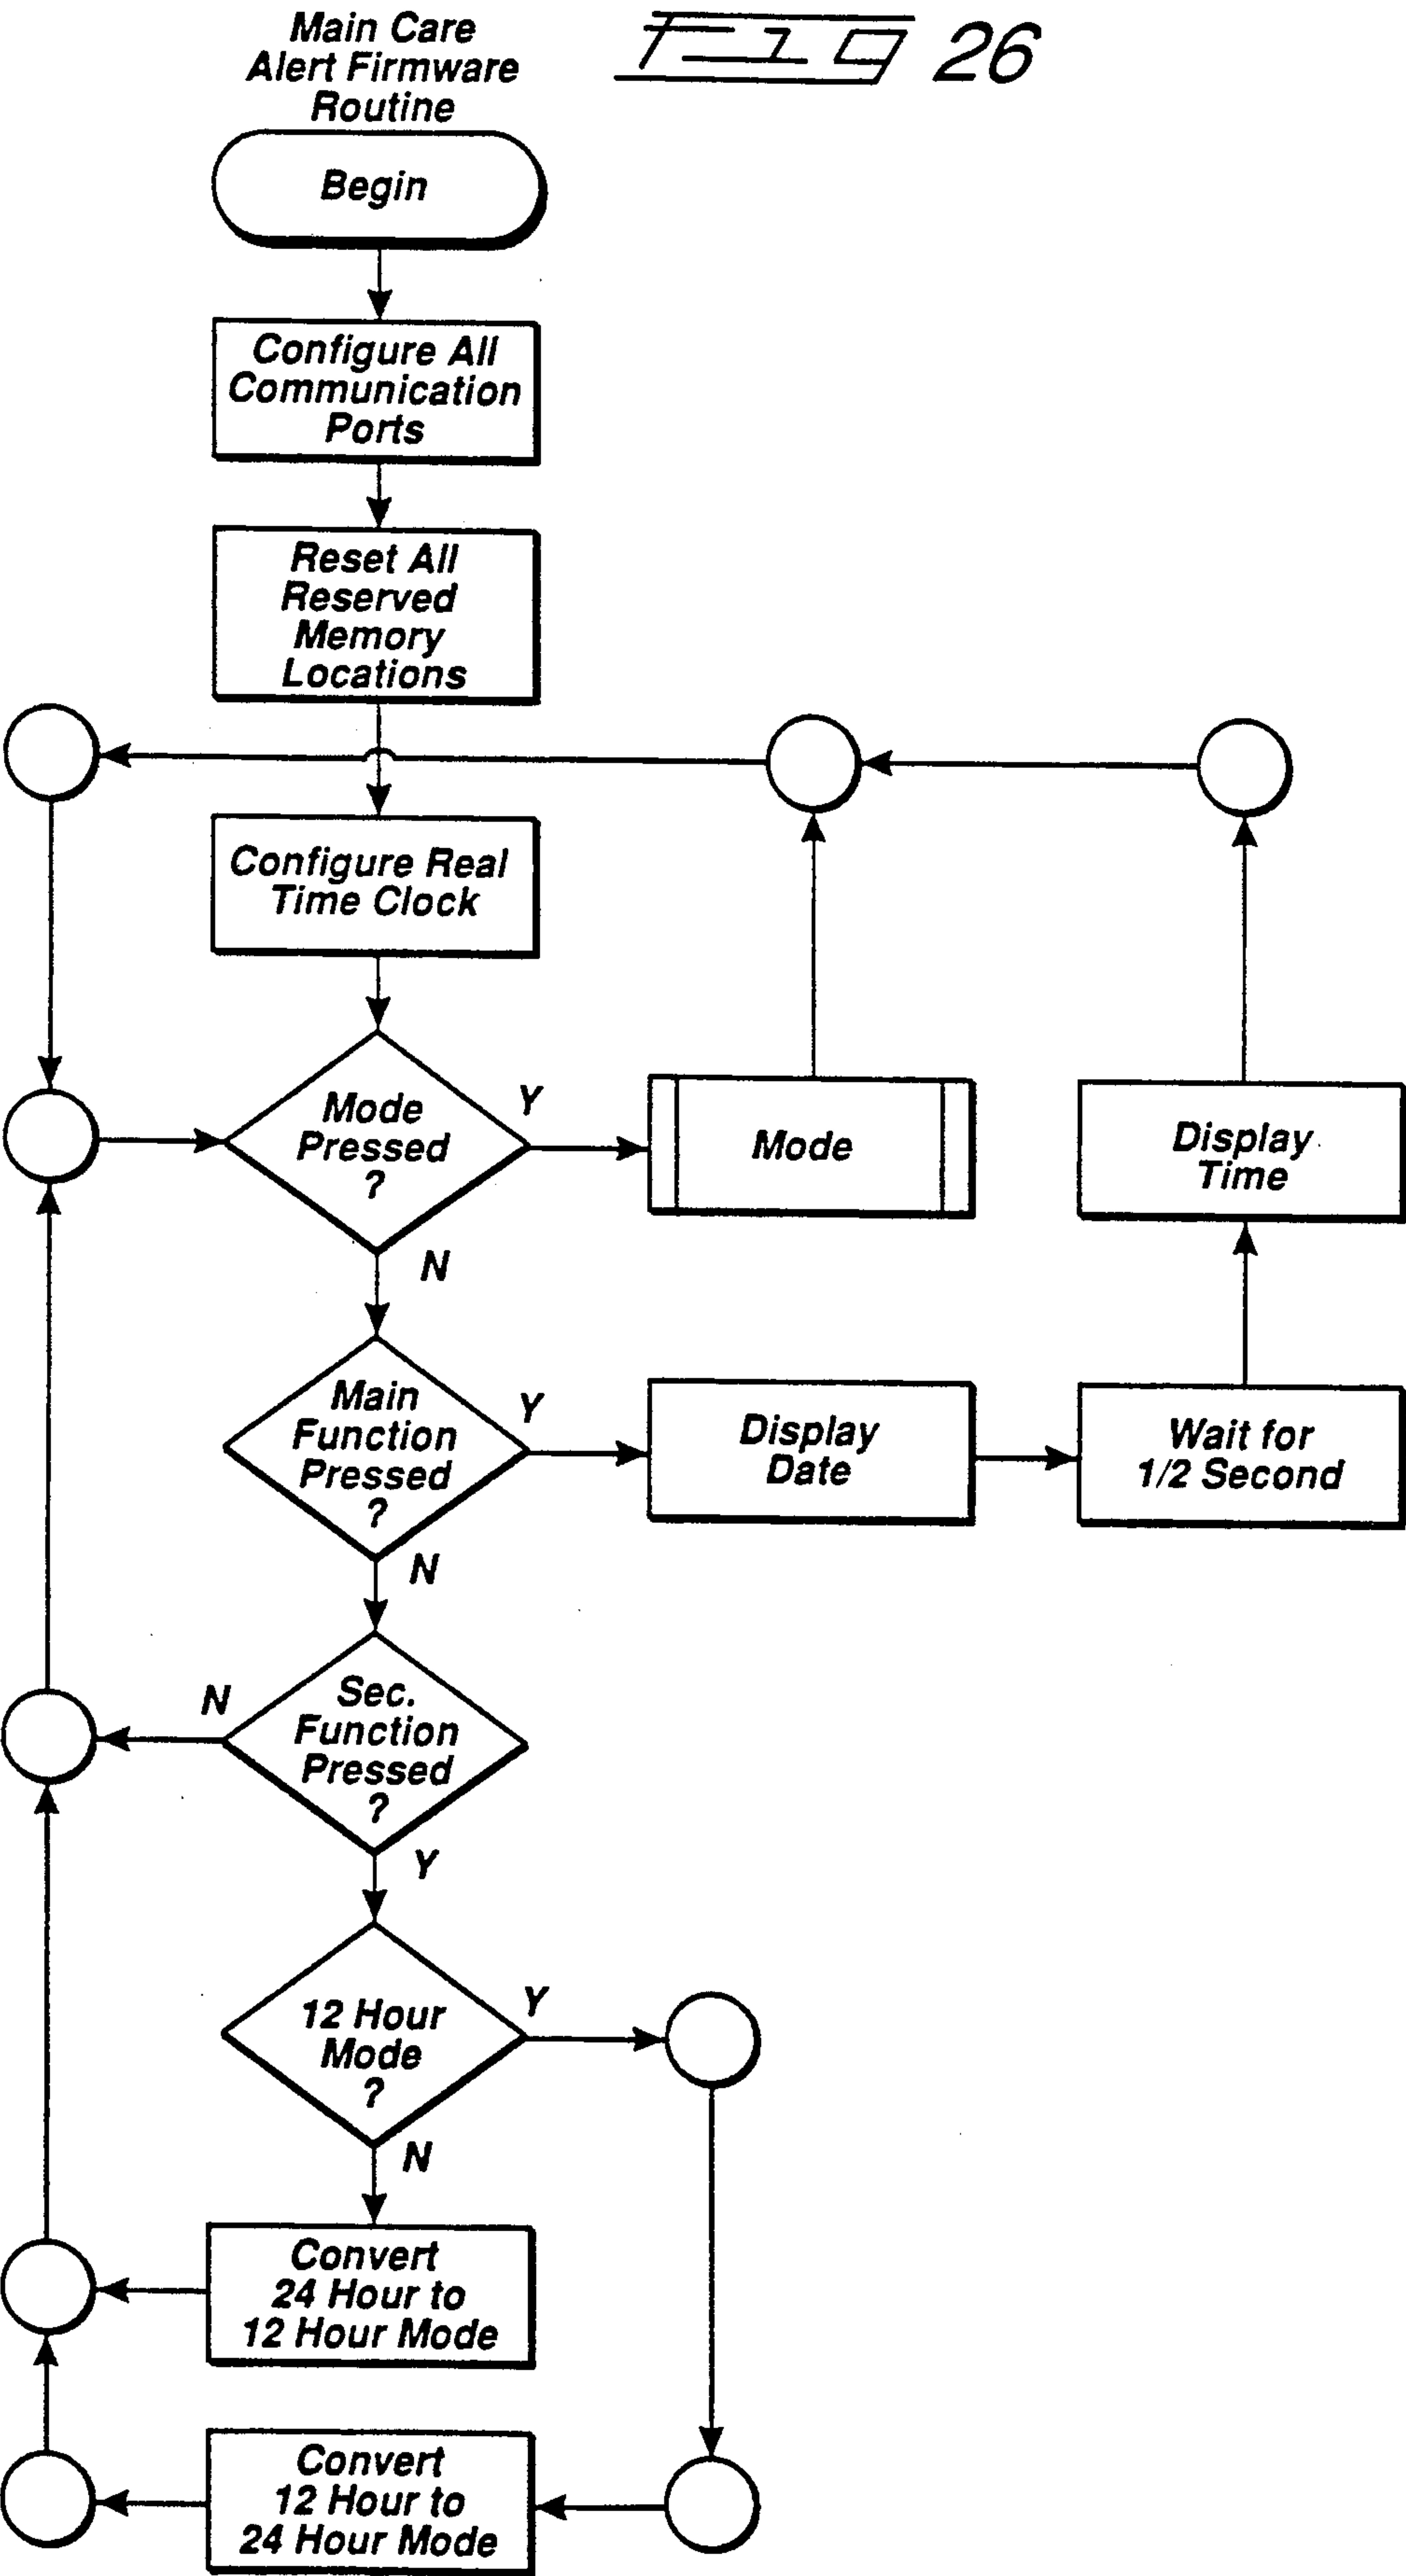 Main Care
Alert Firmware
Routine
Fig 26
Begin
Configure All
Communication
Ports
Reset All
Reserved
Memory
Locations
Configure Real
Time Clock
Mode
Pressed
?
Y
Mode
Display
Time
N
Main
Function
Pressed
?
Y
Display
Date
Wait for
1/2 Second
N
Sec.
Function
Pressed
?
N
Y
12 Hour
Mode
?
Y
N
Convert
24 Hour to
12 Hour Mode
Convert
12 Hour to
24 Hour Mode